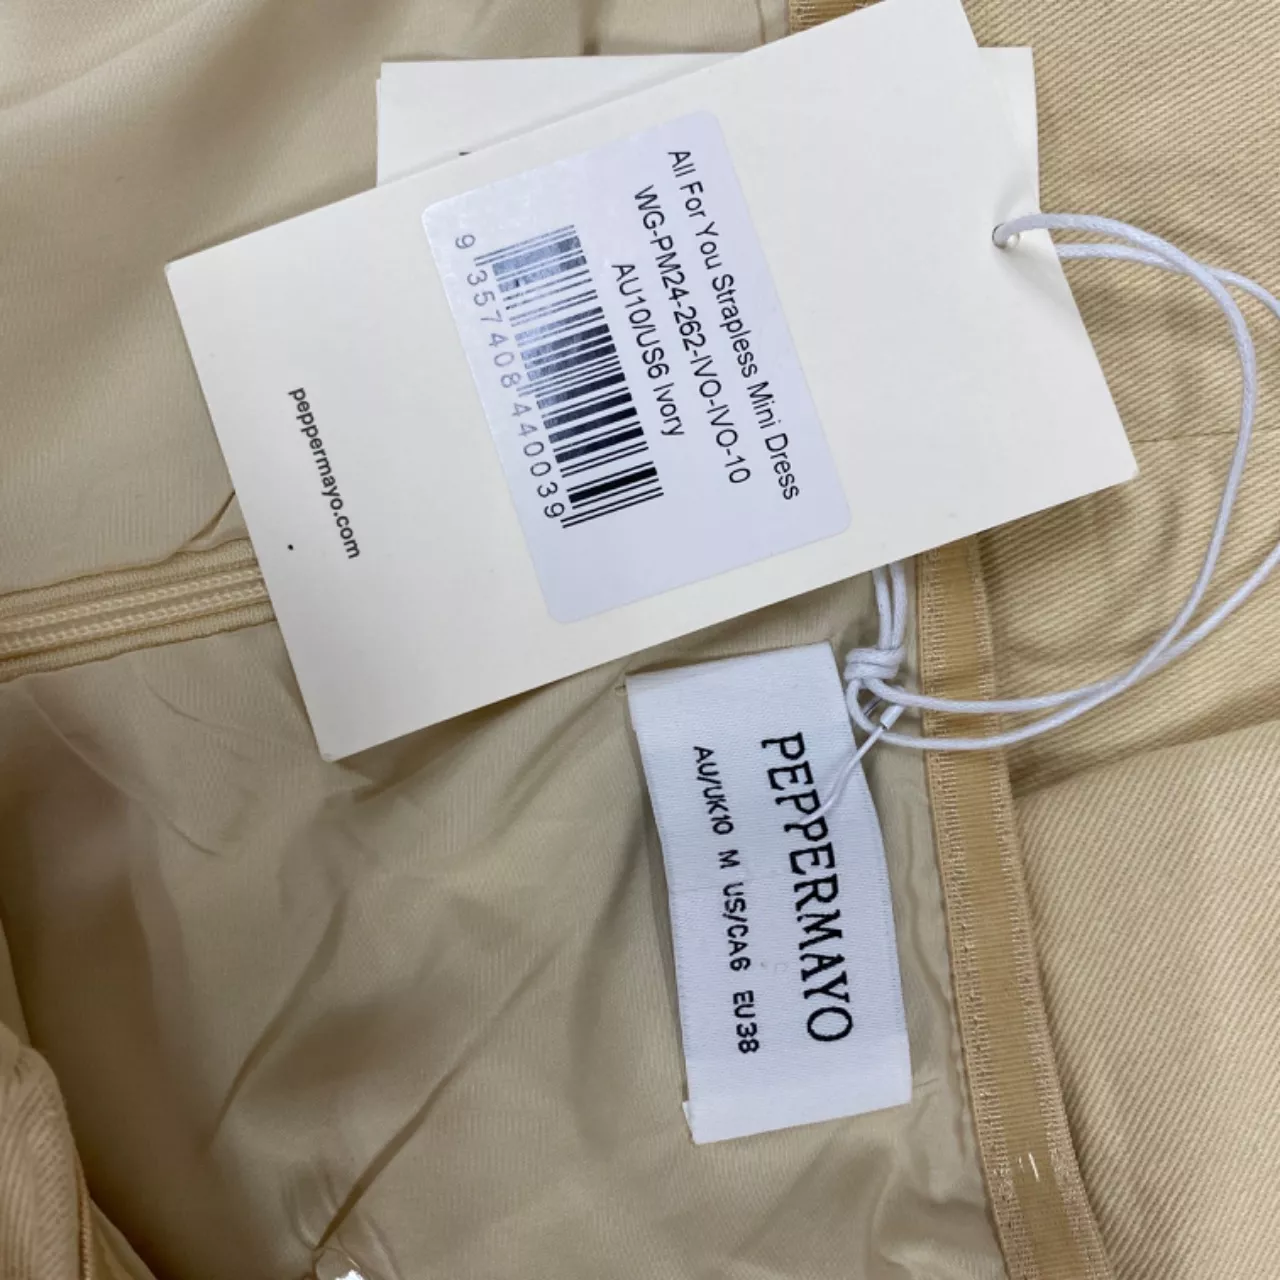 All For You Strapless Mini Dress
WG-PM24-262-IVO-IVO-10
AU10/US6 Ivory
9 357408 440039
peppermayo.com
PEPPERMAYO
AU/UK10 M US/CA6 EU38